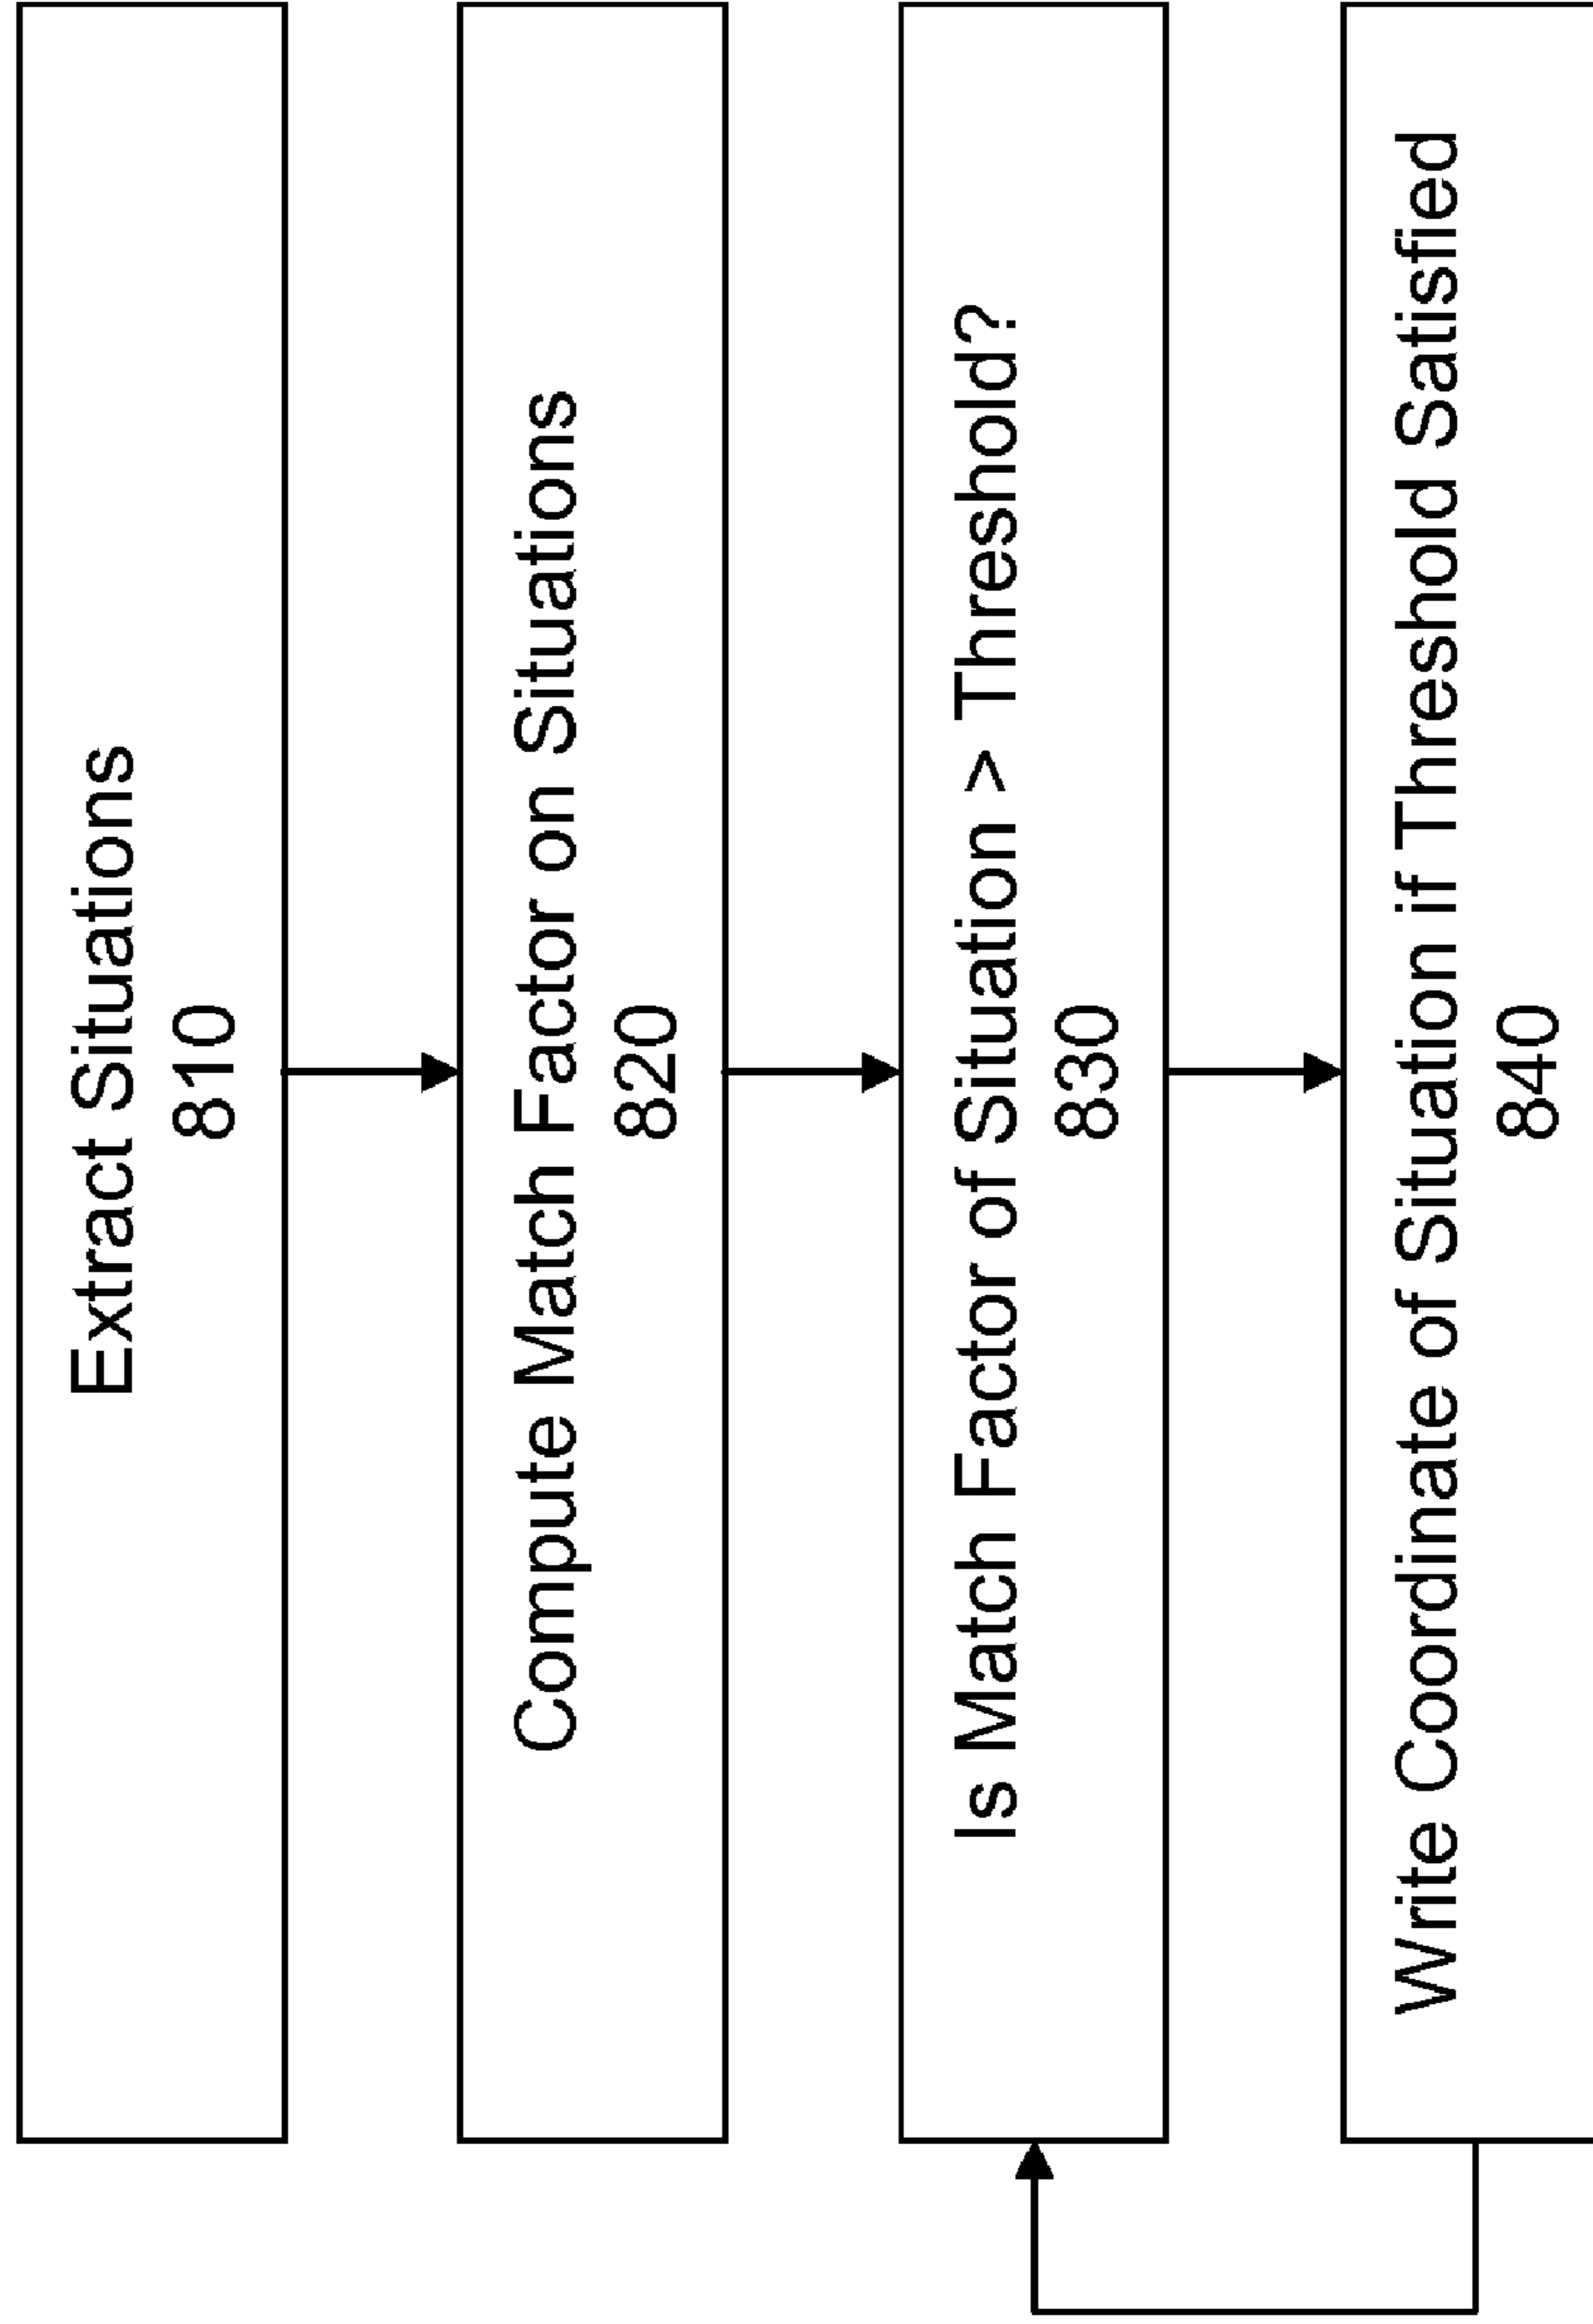 Extract Situations
810
Compute Match Factor on Situations
820
Is Match Factor of Situation > Threshold?
830
Write Coordinate of Situation if Threshold Satisfied
840